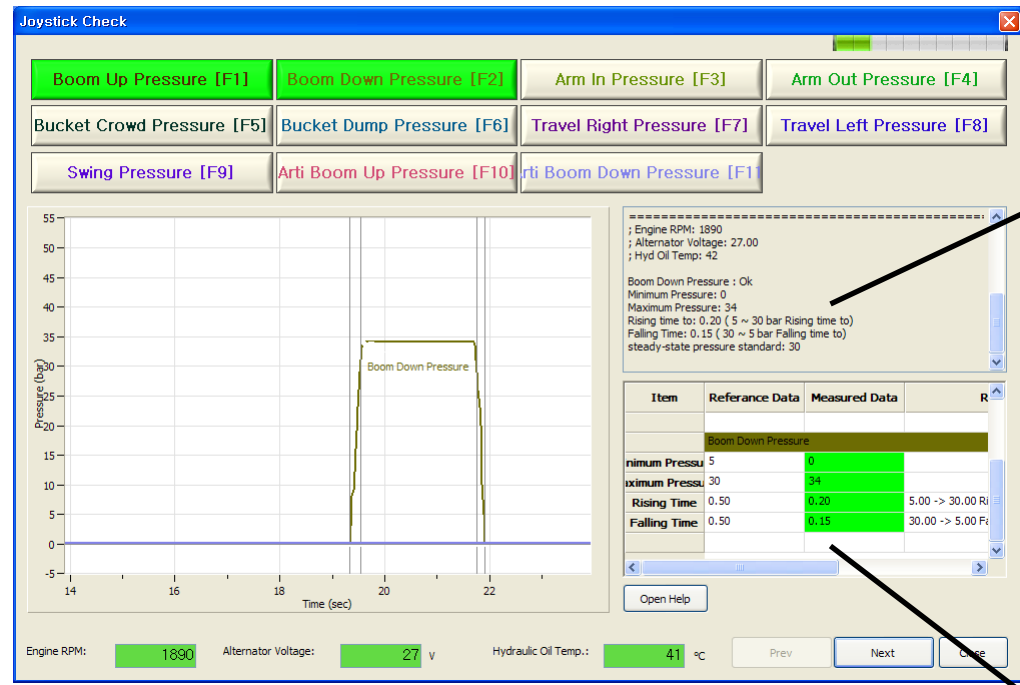 Joystick Check
Boom Up Pressure [F1]
Boom Down Pressure [F2]
Arm In Pressure [F3]
Arm Out Pressure [F4]
Bucket Crowd Pressure [F5]
Bucket Dump Pressure [F6]
Travel Right Pressure [F7]
Travel Left Pressure [F8]
Swing Pressure [F9]
Arti Boom Up Pressure [F10]
rti Boom Down Pressure [F11
55
50
45
40
35
30
25
20
15
10
5
0
-5
Pressure (bar)
Boom Down Pressure
14
16
18
20
22
Time (sec)
==========================================
; Engine RPM: 1890
; Alternator Voltage: 27.00
; Hyd Oil Temp: 42
Boom Down Pressure : Ok
Minimum Pressure: 0
Maximum Pressure: 34
Rising time to: 0.20 ( 5 ~ 30 bar Rising time to)
Falling Time: 0.15 ( 30 ~ 5 bar Falling time to)
steady-state pressure standard: 30
Item Referance Data Measured Data R
Boom Down Pressure
nimum Pressu 5 0
ximum Pressu 30 34
Rising Time 0.50 0.20 5.00 -> 30.00 Ri
Falling Time 0.50 0.15 30.00 -> 5.00 Fa
Open Help
Engine RPM: 1890
Alternator Voltage: 27 V
Hydraulic Oil Temp.: 41 °C
Prev
Next
Close